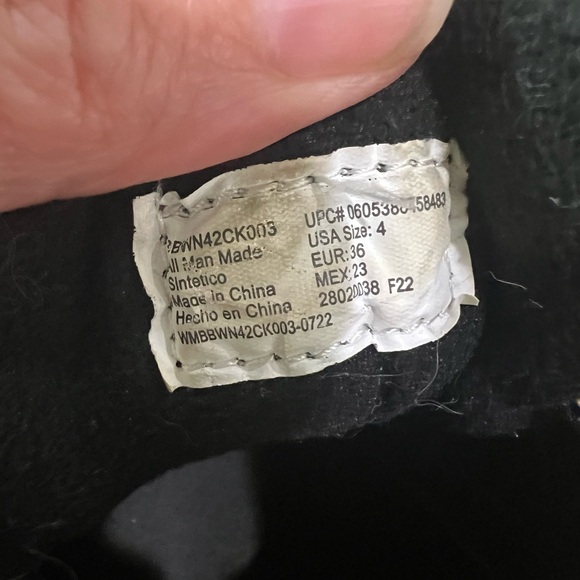 BBWN42CK003
All Man Made
Sintetico
Made in China
Hecho en China
WMBBWN42CK003-0722
UPC#
USA Size: 4
EUR:36
MEX:23
28020038 F22